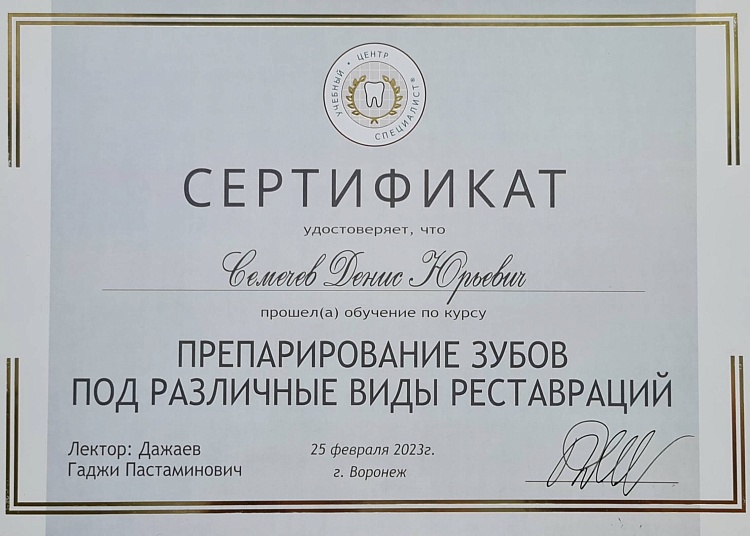 УЧЕБНЫЙ • ЦЕНТР
СПЕЦИАЛИСТ®
СЕРТИФИКАТ
удостоверяет, что
Семечев Денис Юрьевич
прошел(а) обучение по курсу
ПРЕПАРИРОВАНИЕ ЗУБОВ
ПОД РАЗЛИЧНЫЕ ВИДЫ РЕСТАВРАЦИЙ
Лектор: Дажаев
Гаджи Пастаминович
25 февраля 2023г.
г. Воронеж